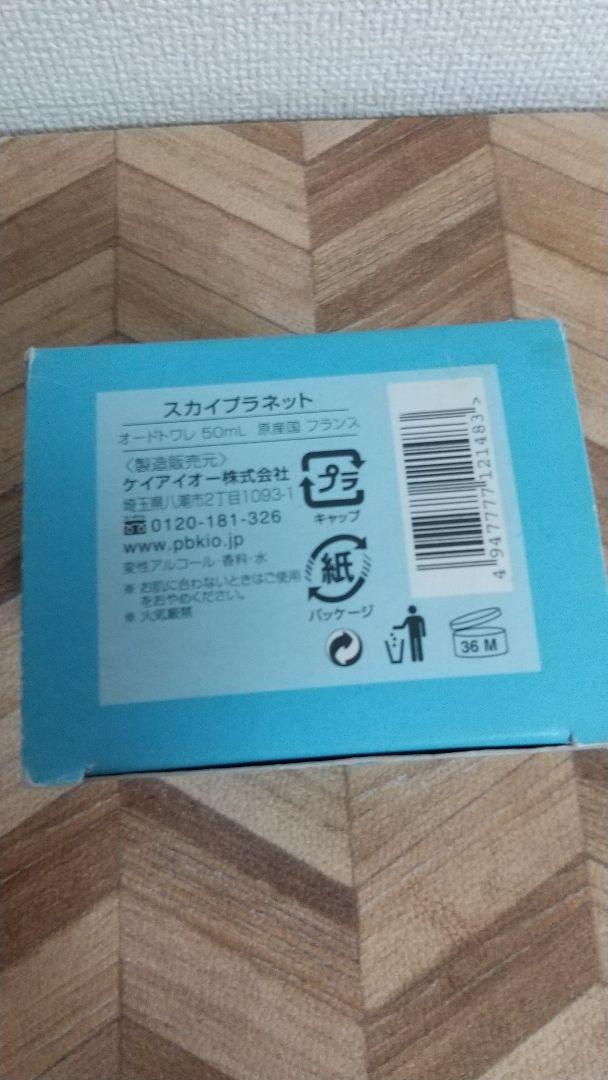 スカイプラネット
オードトワレ 50mL 原産国 フランス
〈製造販売元〉
ケイアイオー株式会社
埼玉県八潮市2丁目1093-1
0120-181-326
www.pbkio.jp
変性アルコール・香料・水
※ お肌に合わないときはご使用
をおやめください。
※ 火気厳禁
プラ
キャップ
紙
パッケージ
36 M
4 947777 121483 >